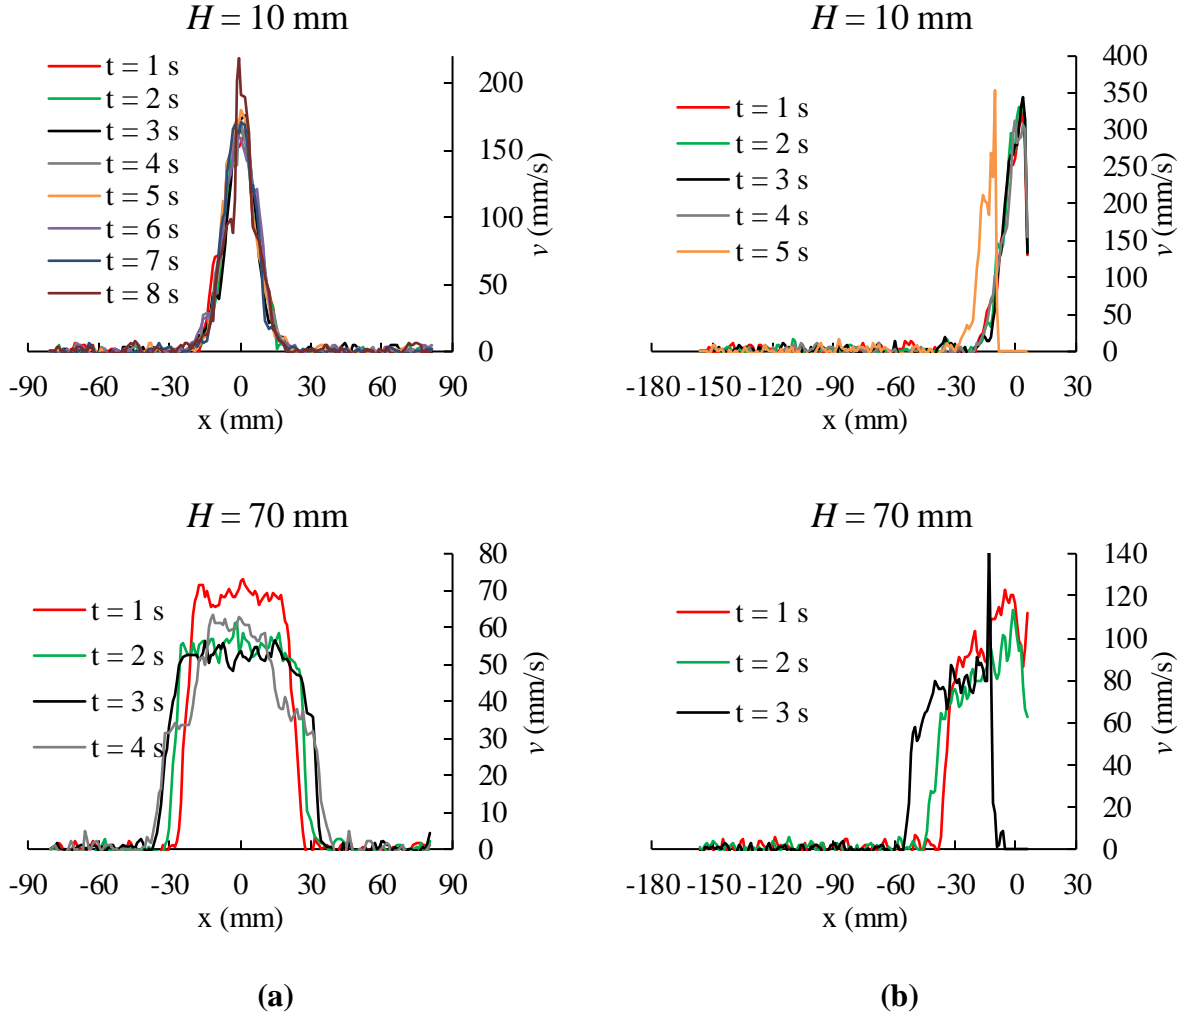 H = 10 mm
t = 1 s
t = 2 s
t = 3 s
t = 4 s
t = 5 s
t = 6 s
t = 7 s
t = 8 s
200
150
100
50
0
v (mm/s)
-90 -60 -30 0 30 60 90
x (mm)
H = 10 mm
t = 1 s
t = 2 s
t = 3 s
t = 4 s
t = 5 s
400
350
300
250
200
150
100
50
0
v (mm/s)
-180 -150 -120 -90 -60 -30 0 30
x (mm)
H = 70 mm
t = 1 s
t = 2 s
t = 3 s
t = 4 s
80
70
60
50
40
30
20
10
0
v (mm/s)
-90 -60 -30 0 30 60 90
x (mm)
H = 70 mm
t = 1 s
t = 2 s
t = 3 s
140
120
100
80
60
40
20
0
v (mm/s)
-180 -150 -120 -90 -60 -30 0 30
x (mm)
(a)
(b)